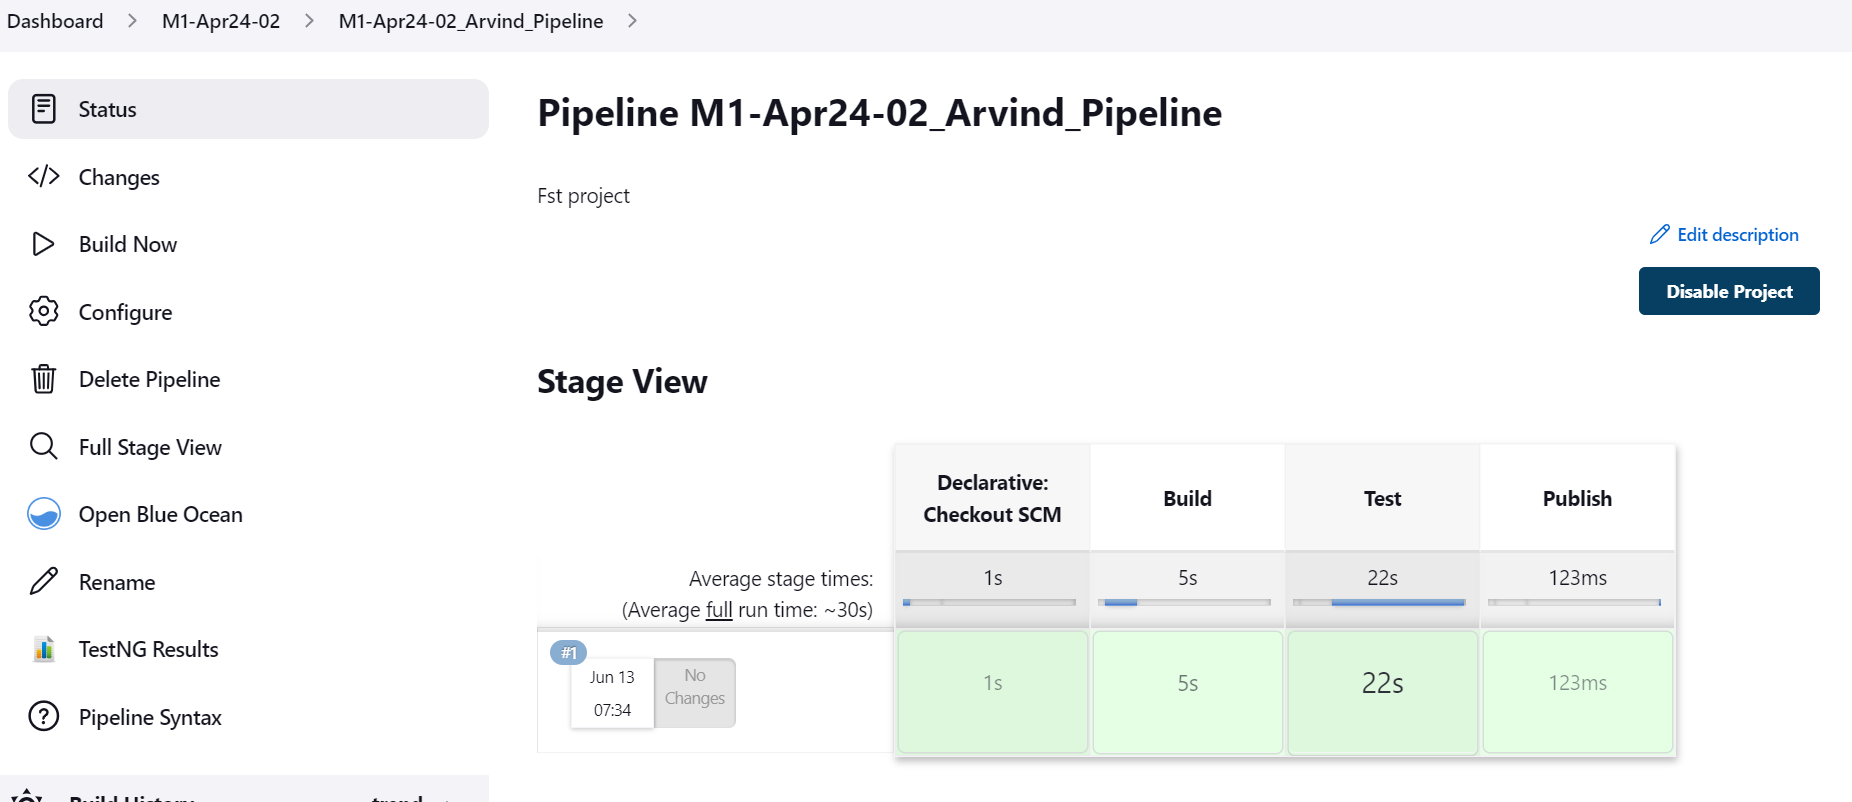 Dashboard > M1-Apr24-02 > M1-Apr24-02_Arvind_Pipeline >
Status
Changes
Build Now
Configure
Delete Pipeline
Full Stage View
Open Blue Ocean
Rename
TestNG Results
Pipeline Syntax
Build History trend
Pipeline M1-Apr24-02_Arvind_Pipeline
Fst project
Edit description
Disable Project
Stage View
Declarative:
Checkout SCM
Build
Test
Publish
Average stage times:
(Average full run time: ~30s)
1s
5s
22s
123ms
#1
Jun 13
07:34
No
Changes
1s
5s
22s
123ms